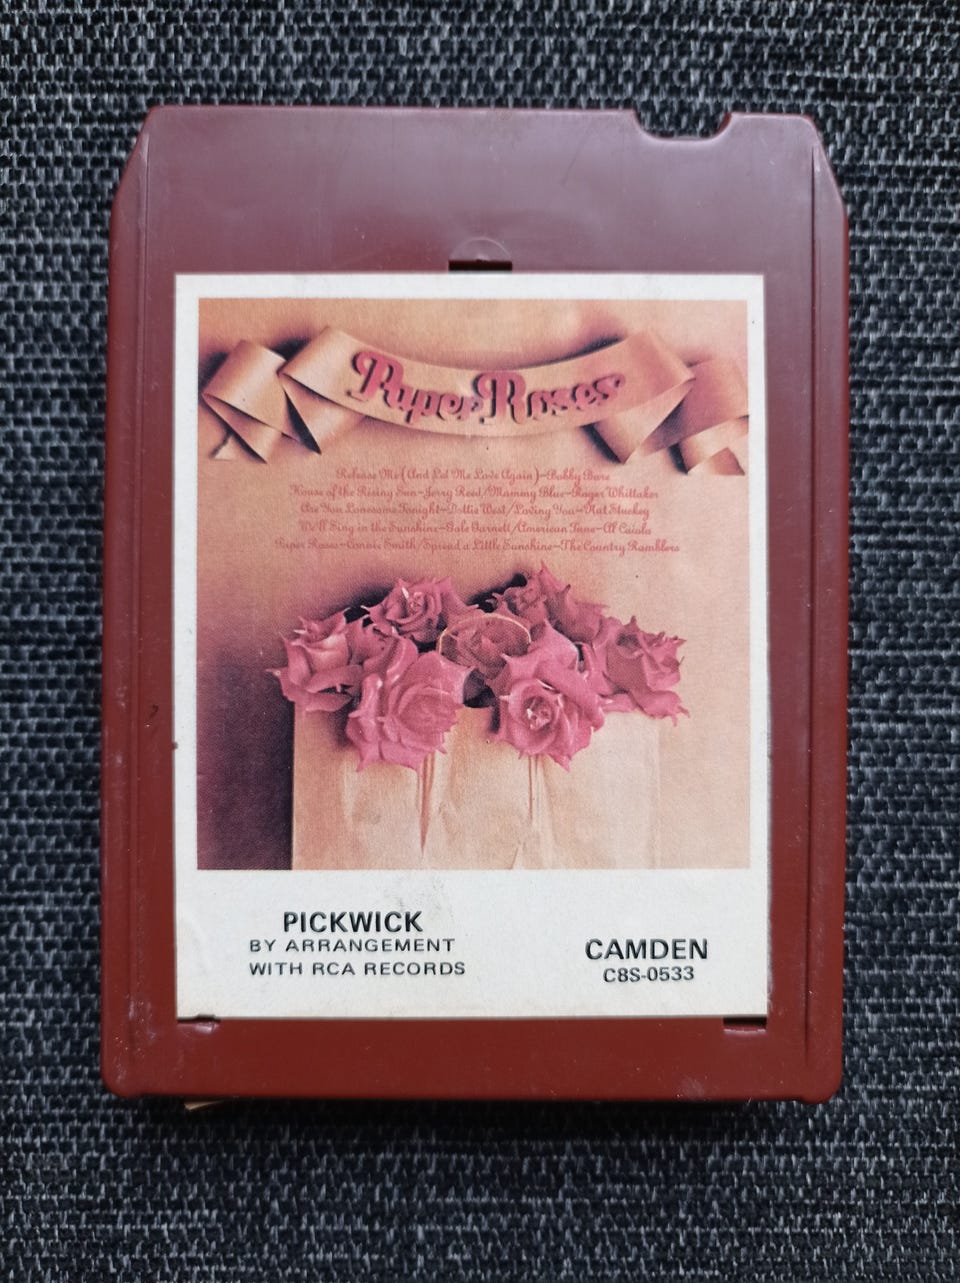 Paper Roses
Release Me (And Let Me Love Again)-Bobby Bare
House of the Rising Sun-Jerry Reed/Mammy Blue-Roger Whittaker
Are You Lonesome Tonight-Dottie West/Loving You-Nat Stuckey
We'll Sing in the Sunshine-Gale Garnett/American Tune-Al Caiola
Paper Roses-Connie Smith/Spread a Little Sunshine-The Country Ramblers
PICKWICK
BY ARRANGEMENT
WITH RCA RECORDS
CAMDEN
C8S-0533